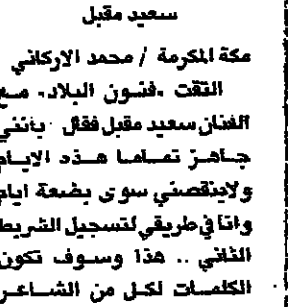 سعيد مقبل
مكة المكرمة / محمد الاركاني
التقت «فنون البلاد» مع
الفنان سعيد مقبل فقال بأنني
جاهز تماما هذه الايام
ولاينقصني سوى بضعة ايام
وانا في طريقي لتسجيل الشريط
الثاني .. هذا وسوف تكون
الكلمات لكل من الشاعر